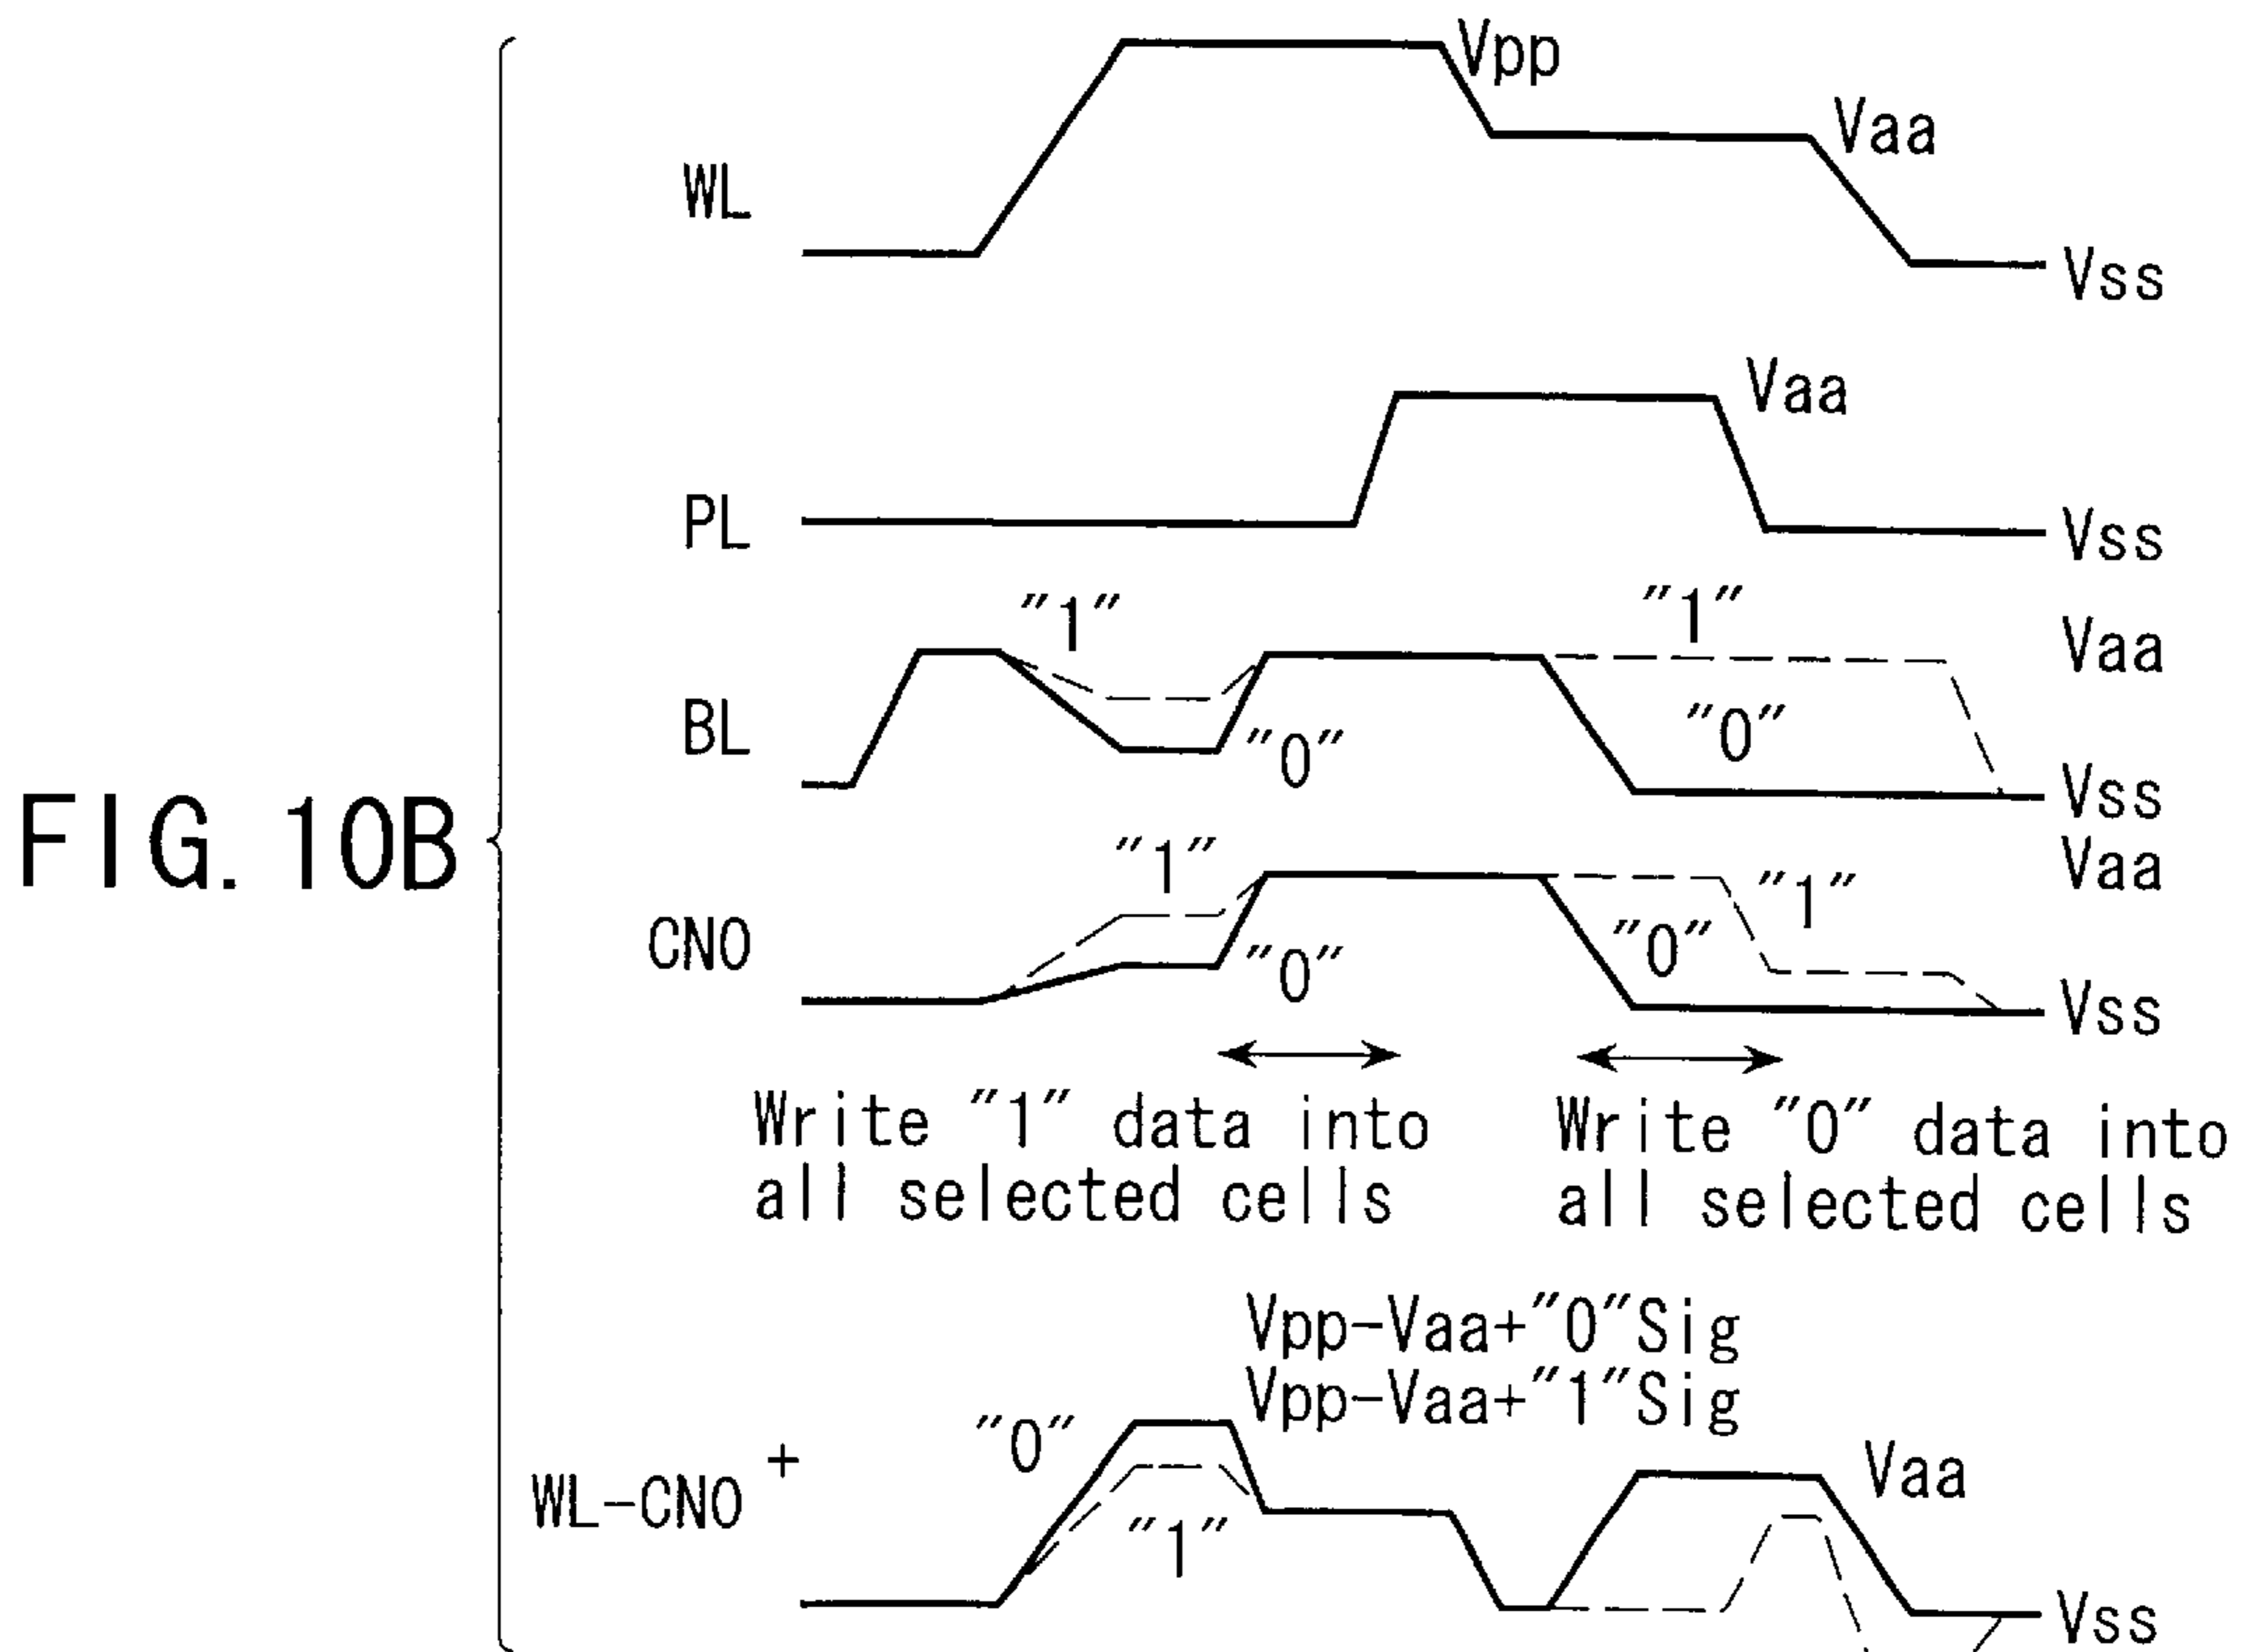 Vpp
Vaa
WL
Vss
Vaa
PL
Vss
"1"
"1"
Vaa
BL
"0"
"0"
Vss
FIG. 10B
"1"
Vaa
"1"
CN0
"0"
"0"
Vss
Write "1" data into
all selected cells
Write "0" data into
all selected cells
Vpp-Vaa+"0"Sig
Vpp-Vaa+"1"Sig
"0"
+
Vaa
WL-CN0
"1"
Vss